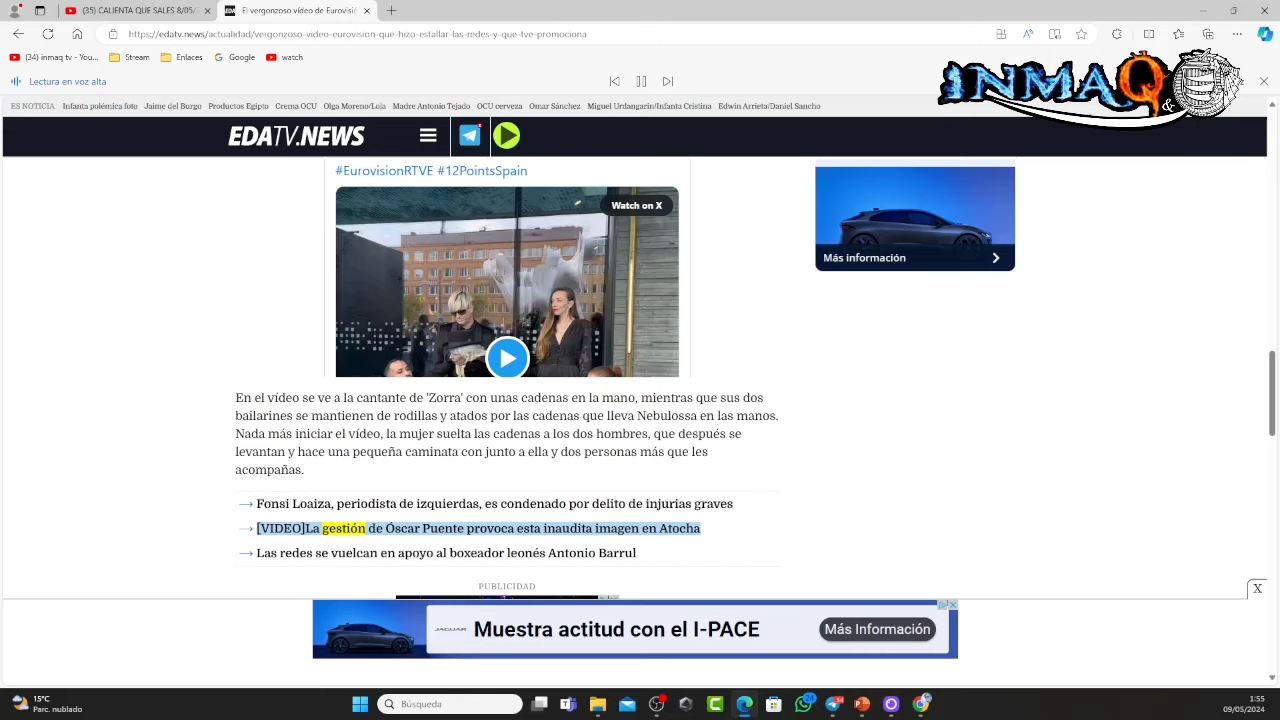 (35) CALIENTA QUE SALES 8/05/
El vergonzoso vídeo de Eurovisión
https://edatv.news/actualidad/vergonzoso-video-eurovision-que-hizo-estallar-las-redes-y-que-tve-promociona
(34) inmaq tv - You...
Stream
Enlaces
Google
watch
Lectura en voz alta
INMAQ &
ES NOTICIA Infanta polémica foto Jaime del Burgo Productos Egipto Crema OCU Olga Moreno/Lola Madre Antonio Tejado OCU cerveza Omar Sánchez Miguel Urdangarín/Infanta Cristina Edwin Arrieta/Daniel Sancho
EDATV.NEWS
#EurovisionRTVE #12PointsSpain
Watch on X
Más información
En el vídeo se ve a la cantante de 'Zorra' con unas cadenas en la mano, mientras que sus dos
bailarines se mantienen de rodillas y atados por las cadenas que lleva Nebulossa en las manos.
Nada más iniciar el vídeo, la mujer suelta las cadenas a los dos hombres, que después se
levantan y hace una pequeña caminata con junto a ella y dos personas más que les
acompañas.
→ Fonsi Loaiza, periodista de izquierdas, es condenado por delito de injurias graves
→ [VIDEO]La gestión de Óscar Puente provoca esta inaudita imagen en Atocha
→ Las redes se vuelcan en apoyo al boxeador leonés Antonio Barrul
PUBLICIDAD
X
JAGUAR
Muestra actitud con el I-PACE
Más Información
15°C
Parc. nublado
Búsqueda
1:55
09/05/2024